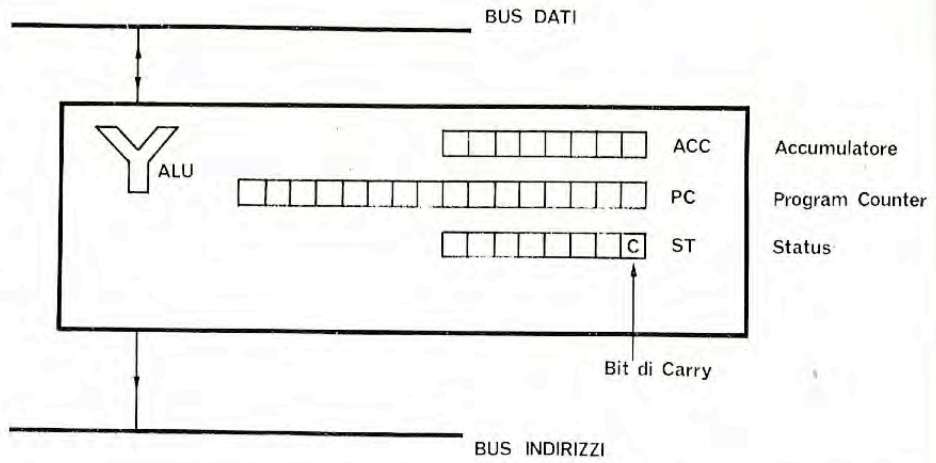 BUS DATI
ALU
ACC Accumulatore
PC Program Counter
C ST Status
Bit di Carry
BUS INDIRIZZI